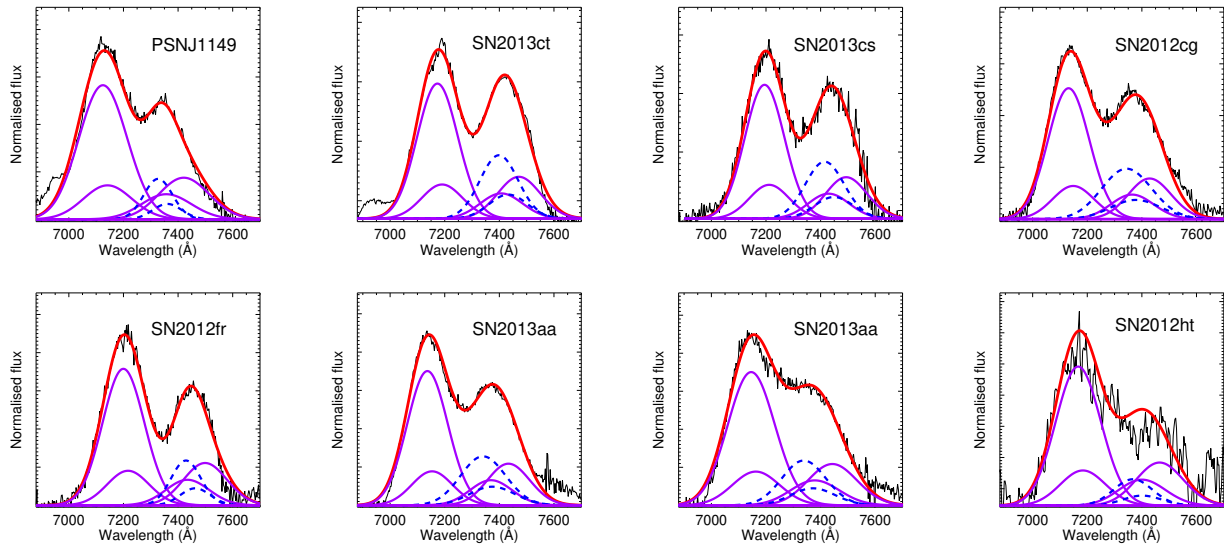 PSNJ1149
Normalised flux
7000 7200 7400 7600
Wavelength (Å)
SN2013ct
Normalised flux
7000 7200 7400 7600
Wavelength (Å)
SN2013cs
Normalised flux
7000 7200 7400 7600
Wavelength (Å)
SN2012cg
Normalised flux
7000 7200 7400 7600
Wavelength (Å)
SN2012fr
Normalised flux
7000 7200 7400 7600
Wavelength (Å)
SN2013aa
Normalised flux
7000 7200 7400 7600
Wavelength (Å)
SN2013aa
Normalised flux
7000 7200 7400 7600
Wavelength (Å)
SN2012ht
Normalised flux
7000 7200 7400 7600
Wavelength (Å)